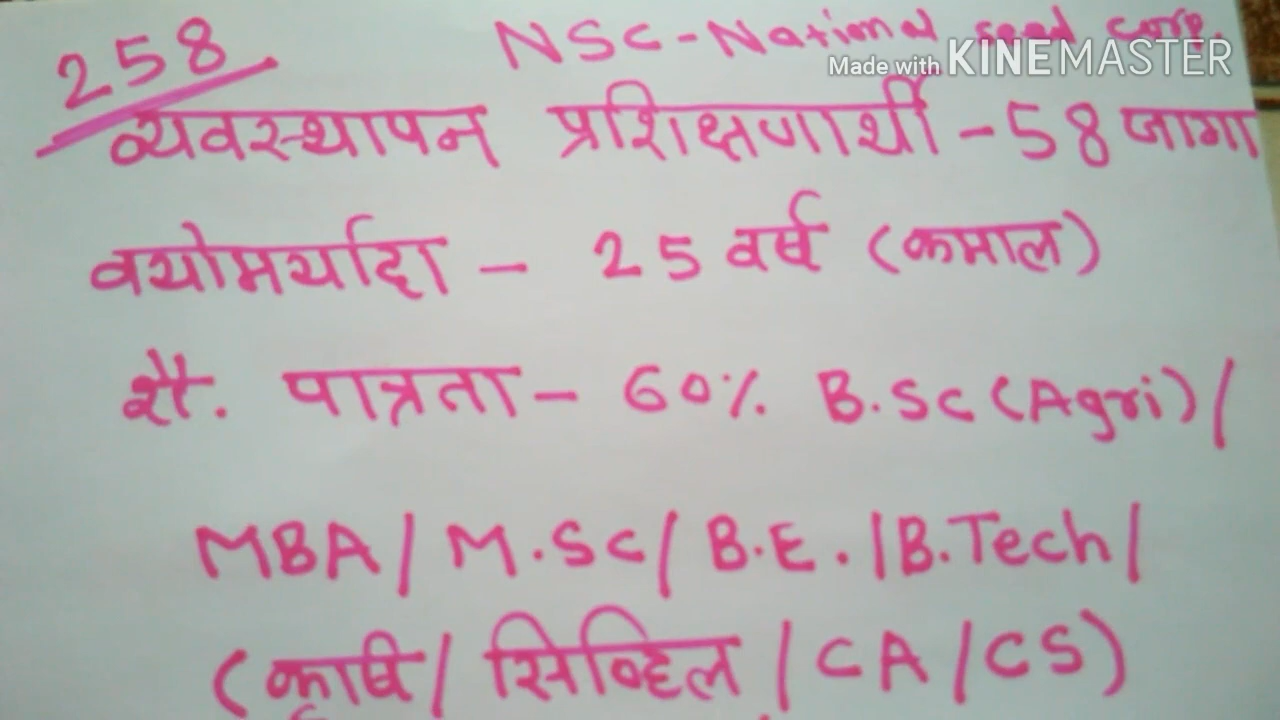 258
NSC-National seed corp.
Made with KINEMASTER
व्यवस्थापन प्रशिक्षणार्थी - 58 जागा
वयोमर्यादा - 25 वर्षे (कमाल)
शै. पात्रता - 60% B.SC (Agri) /
MBA / M.SC / B.E. / B.Tech /
(कृषि / सिव्हिल / CA / CS)